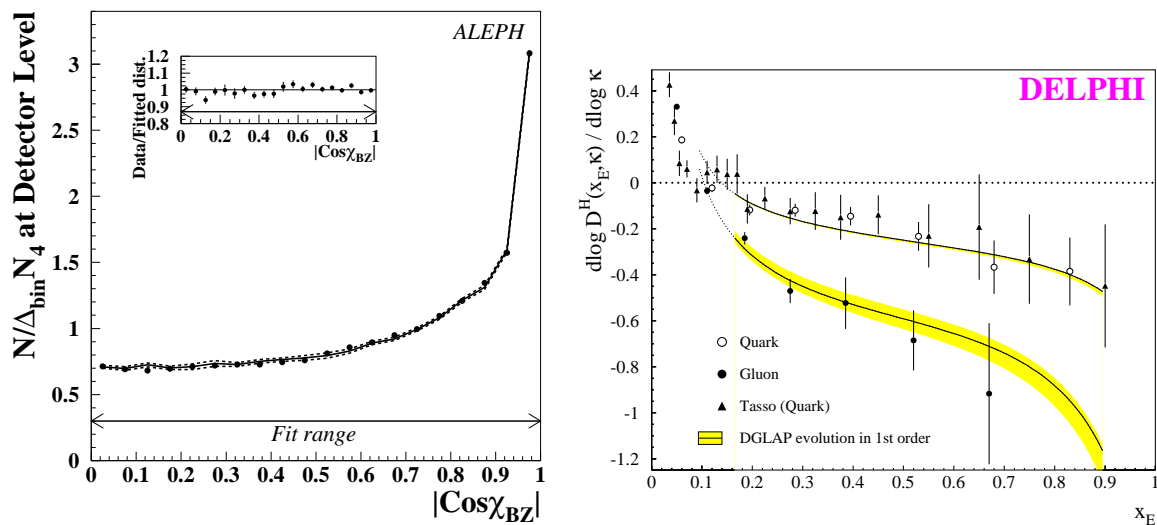 ALEPH
N/Δ_bin N_4 at Detector Level
3
2.5
2
1.5
1
0.5
0
Data/Fitted dist.
1.2
1.1
1.0
0.9
0.8
0 0.2 0.4 0.6 0.8 1
|Cosχ_BZ|
Fit range
0 0.1 0.2 0.3 0.4 0.5 0.6 0.7 0.8 0.9 1
|Cosχ_BZ|
DELPHI
dlog D^H(x_E,κ) / dlog κ
0.4
0.2
0
-0.2
-0.4
-0.6
-0.8
-1
-1.2
Quark
Gluon
Tasso (Quark)
DGLAP evolution in 1st order
0 0.1 0.2 0.3 0.4 0.5 0.6 0.7 0.8 0.9 1
x_E